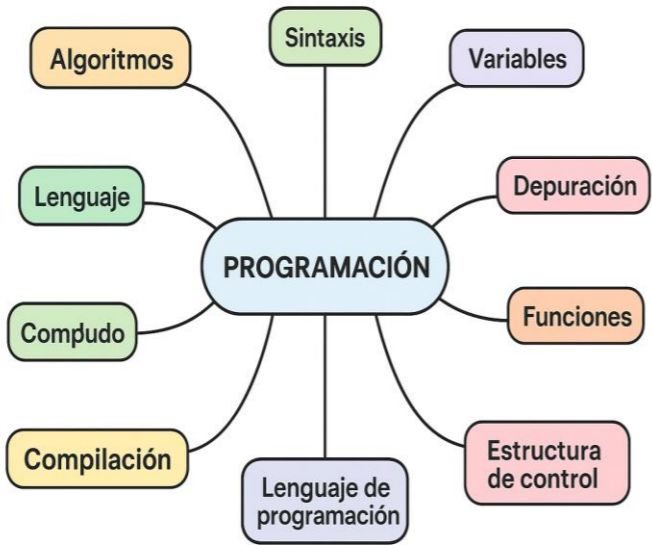 Sintaxis
Algoritmos
Variables
Lenguaje
Depuración
PROGRAMACIÓN
Compudo
Funciones
Compilación
Estructura
de control
Lenguaje de
programación